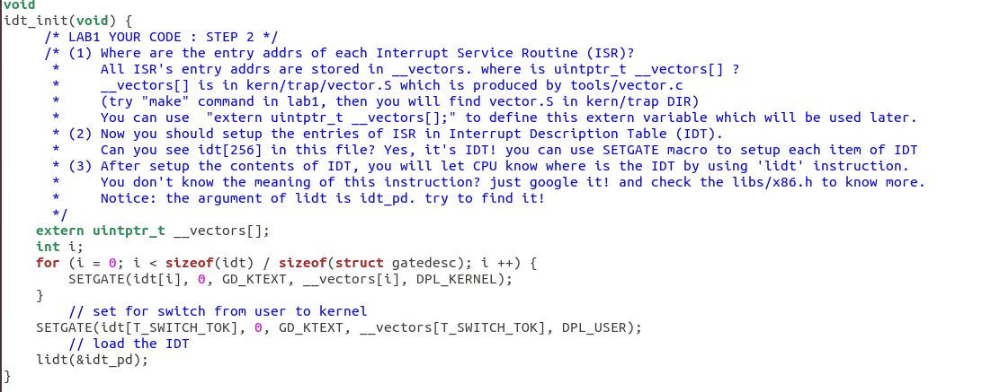 void
idt_init(void) {
     /* LAB1 YOUR CODE : STEP 2 */
     /* (1) Where are the entry addrs of each Interrupt Service Routine (ISR)?
      *     All ISR's entry addrs are stored in __vectors. where is uintptr_t __vectors[] ?
      *     __vectors[] is in kern/trap/vector.S which is produced by tools/vector.c
      *     (try "make" command in lab1, then you will find vector.S in kern/trap DIR)
      *     You can use  "extern uintptr_t __vectors[];" to define this extern variable which will be used later.
      * (2) Now you should setup the entries of ISR in Interrupt Description Table (IDT).
      *     Can you see idt[256] in this file? Yes, it's IDT! you can use SETGATE macro to setup each item of IDT
      * (3) After setup the contents of IDT, you will let CPU know where is the IDT by using 'lidt' instruction.
      *     You don't know the meaning of this instruction? just google it! and check the libs/x86.h to know more.
      *     Notice: the argument of lidt is idt_pd. try to find it!
      */
    extern uintptr_t __vectors[];
    int i;
    for (i = 0; i < sizeof(idt) / sizeof(struct gatedesc); i ++) {
        SETGATE(idt[i], 0, GD_KTEXT, __vectors[i], DPL_KERNEL);
    }
        // set for switch from user to kernel
    SETGATE(idt[T_SWITCH_TOK], 0, GD_KTEXT, __vectors[T_SWITCH_TOK], DPL_USER);
        // load the IDT
    lidt(&idt_pd);
}